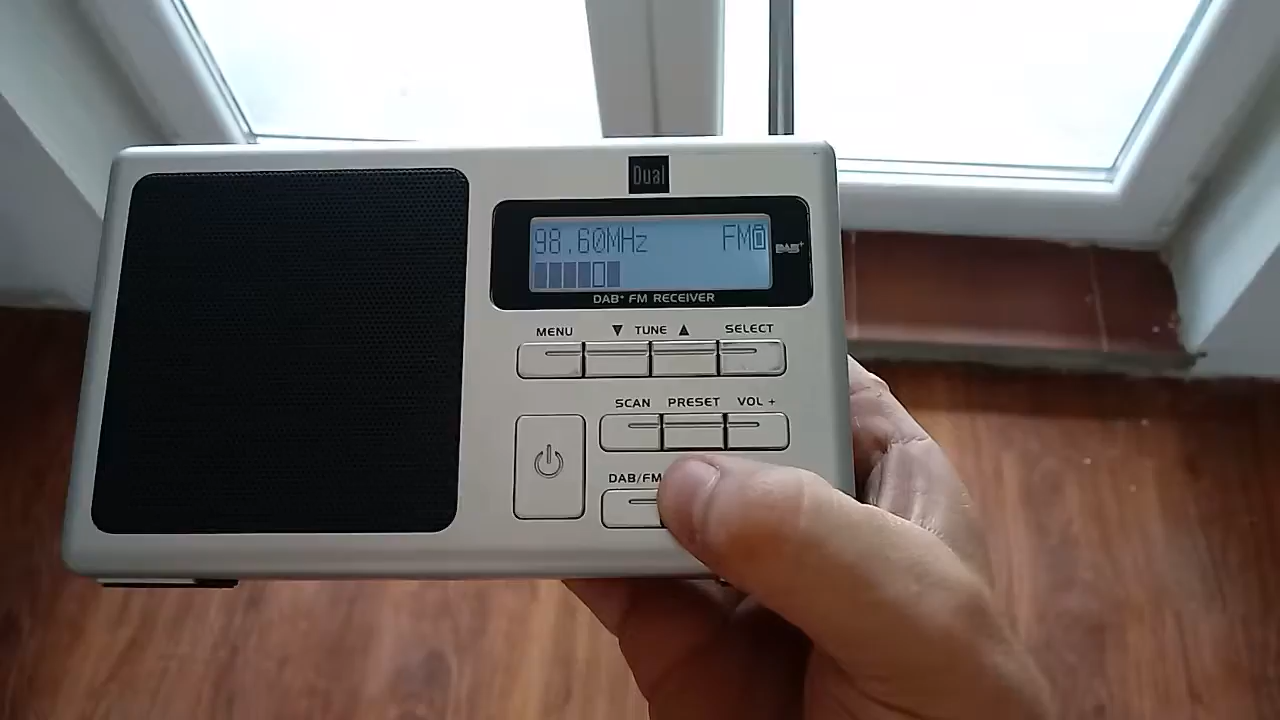 Dual
98.60MHz FM
DAB+
DAB+ FM RECEIVER
MENU ▼ TUNE ▲ SELECT
SCAN PRESET VOL +
DAB/FM